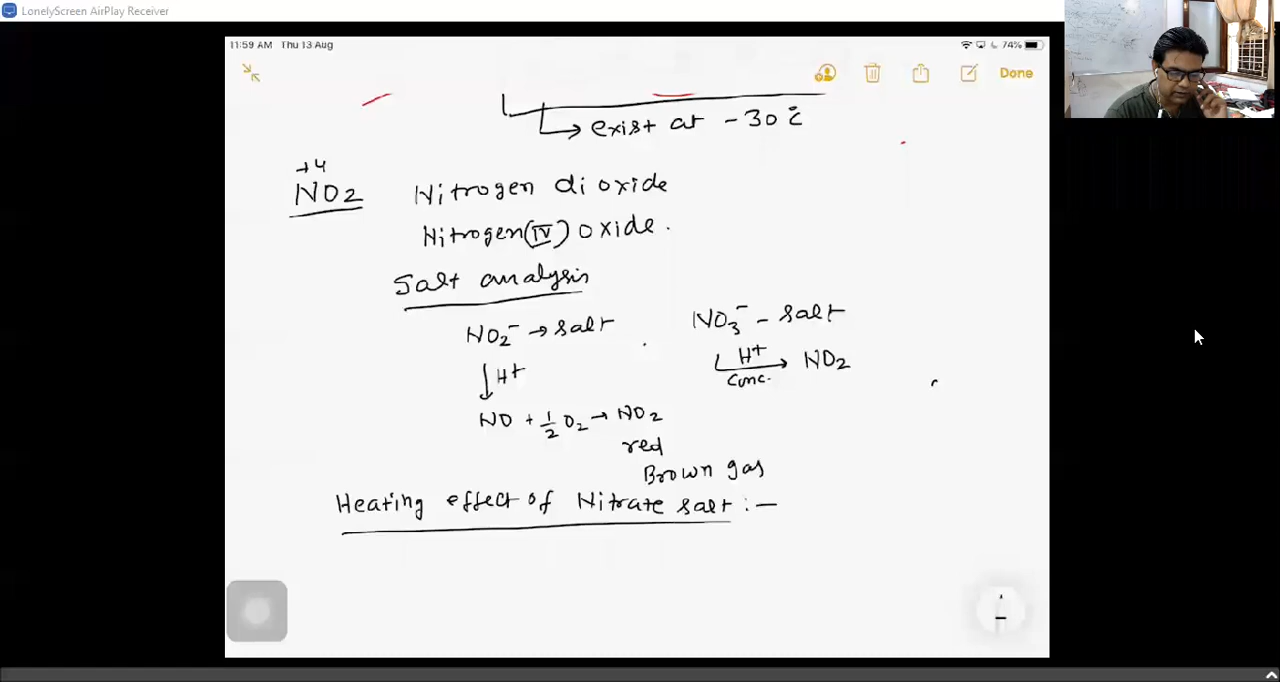 LonelyScreen AirPlay Receiver
11:59 AM Thu 13 Aug
74%
Done
exist at -30°C
+4
NO2 Nitrogen di oxide
Nitrogen(IV) oxide.
Salt analysis
NO2⁻ → salt
NO3⁻ - salt
H+
H+ → NO2
Conc.
NO + 1/2 O2 → NO2
red
Brown gas
Heating effect of Nitrate salt :-